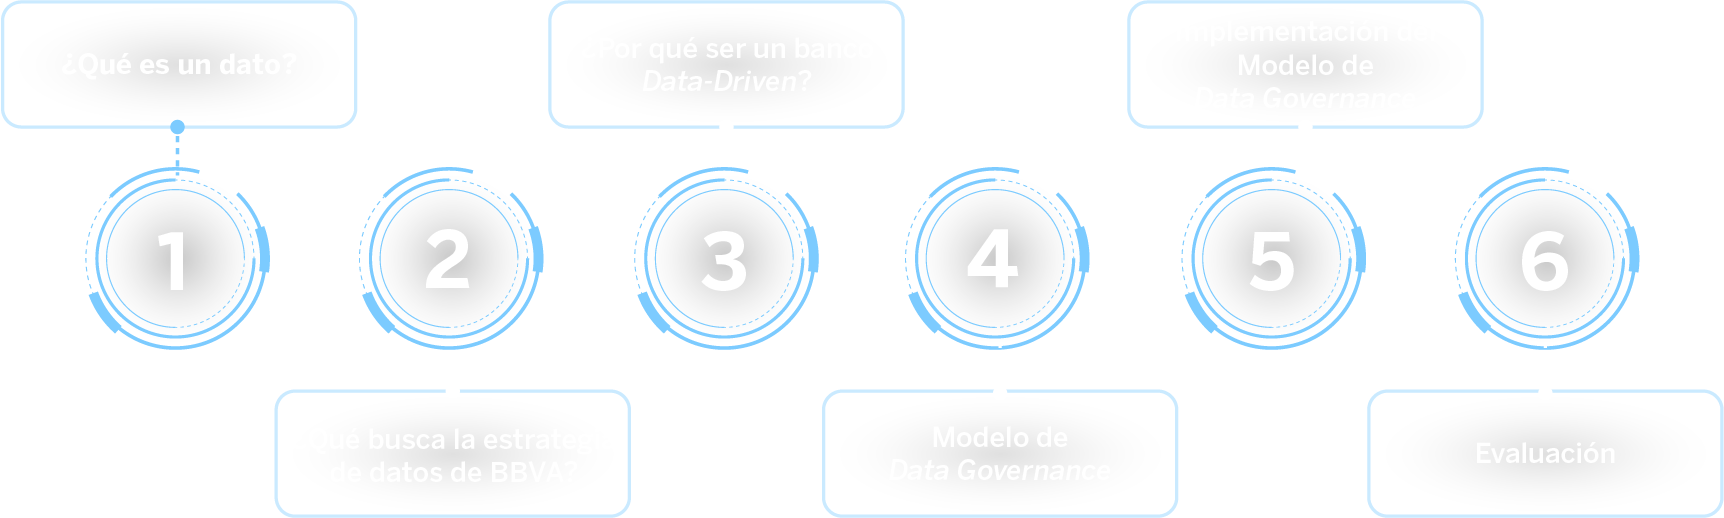 ¿Qué es un dato?
¿Por qué ser un banco
Data-Driven?
Implementación
Modelo de
Data Governance
1
2
3
4
5
6
¿Qué busca la estrategia
de datos de BBVA?
Modelo de
Data Governance
Evaluación